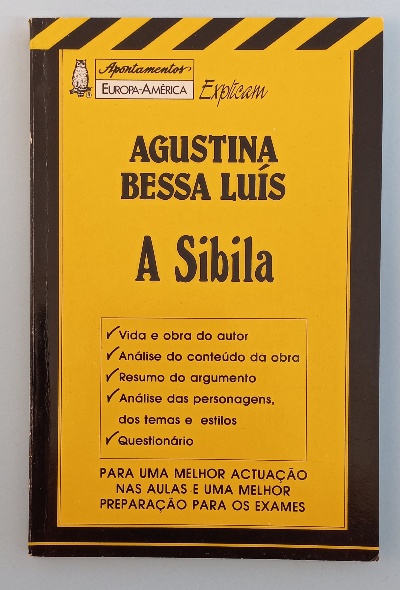 Apontamentos
EUROPA-AMÉRICA
Explicam
AGUSTINA
BESSA LUÍS
A Sibila
✓Vida e obra do autor
✓Análise do conteúdo da obra
✓Resumo do argumento
✓Análise das personagens,
dos temas e estilos
✓Questionário
PARA UMA MELHOR ACTUAÇÃO
NAS AULAS E UMA MELHOR
PREPARAÇÃO PARA OS EXAMES